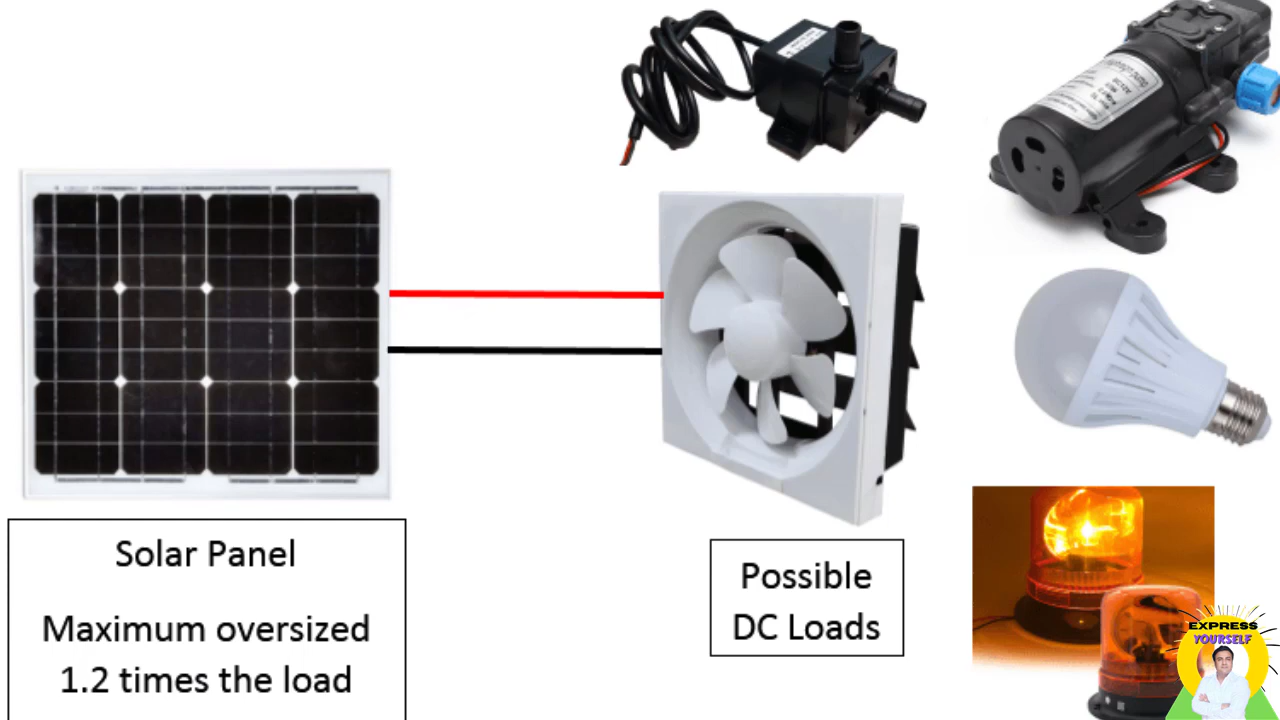 Solar Panel
Maximum oversized
1.2 times the load
Possible
DC Loads
EXPRESS
YOURSELF